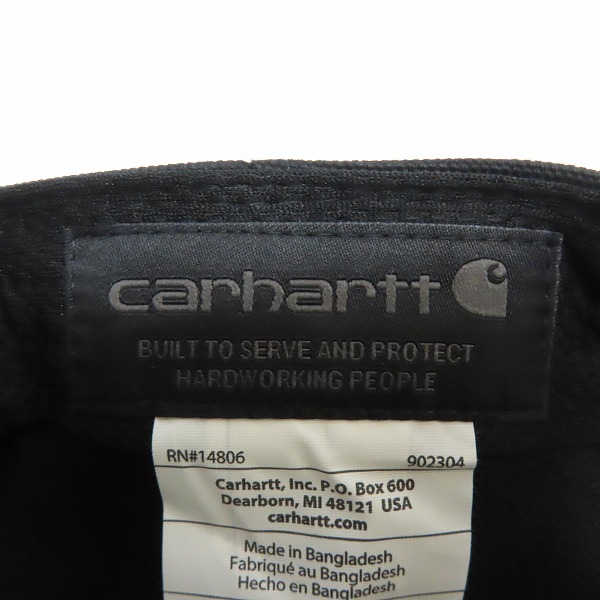 carhartt
BUILT TO SERVE AND PROTECT
HARDWORKING PEOPLE
RN#14806 902304
Carhartt, Inc. P.O. Box 600
Dearborn, MI 48121 USA
carhartt.com
Made in Bangladesh
Fabriqué au Bangladesh
Hecho en Bangladesh